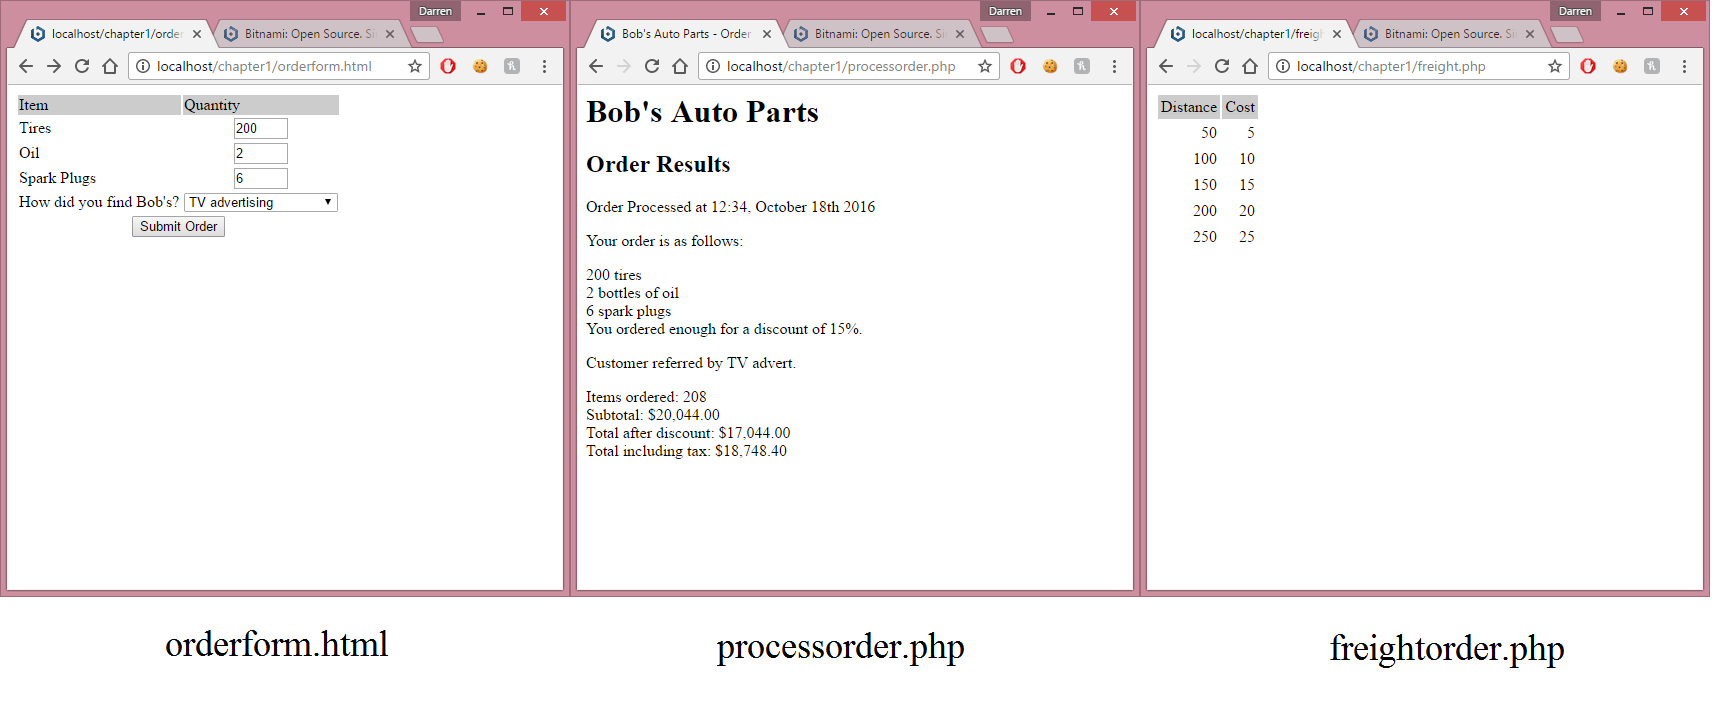 Darren
localhost/chapter1/order
Bitnami: Open Source. Si
localhost/chapter1/orderform.html
Item Quantity
Tires 200
Oil 2
Spark Plugs 6
How did you find Bob's? TV advertising
Submit Order
orderform.html
Darren
Bob's Auto Parts - Order
Bitnami: Open Source. Si
localhost/chapter1/processorder.php
Bob's Auto Parts
Order Results
Order Processed at 12:34, October 18th 2016
Your order is as follows:
200 tires
2 bottles of oil
6 spark plugs
You ordered enough for a discount of 15%.
Customer referred by TV advert.
Items ordered: 208
Subtotal: $20,044.00
Total after discount: $17,044.00
Total including tax: $18,748.40
processorder.php
Darren
localhost/chapter1/freig
Bitnami: Open Source. Si
localhost/chapter1/freight.php
Distance Cost
50 5
100 10
150 15
200 20
250 25
freightorder.php